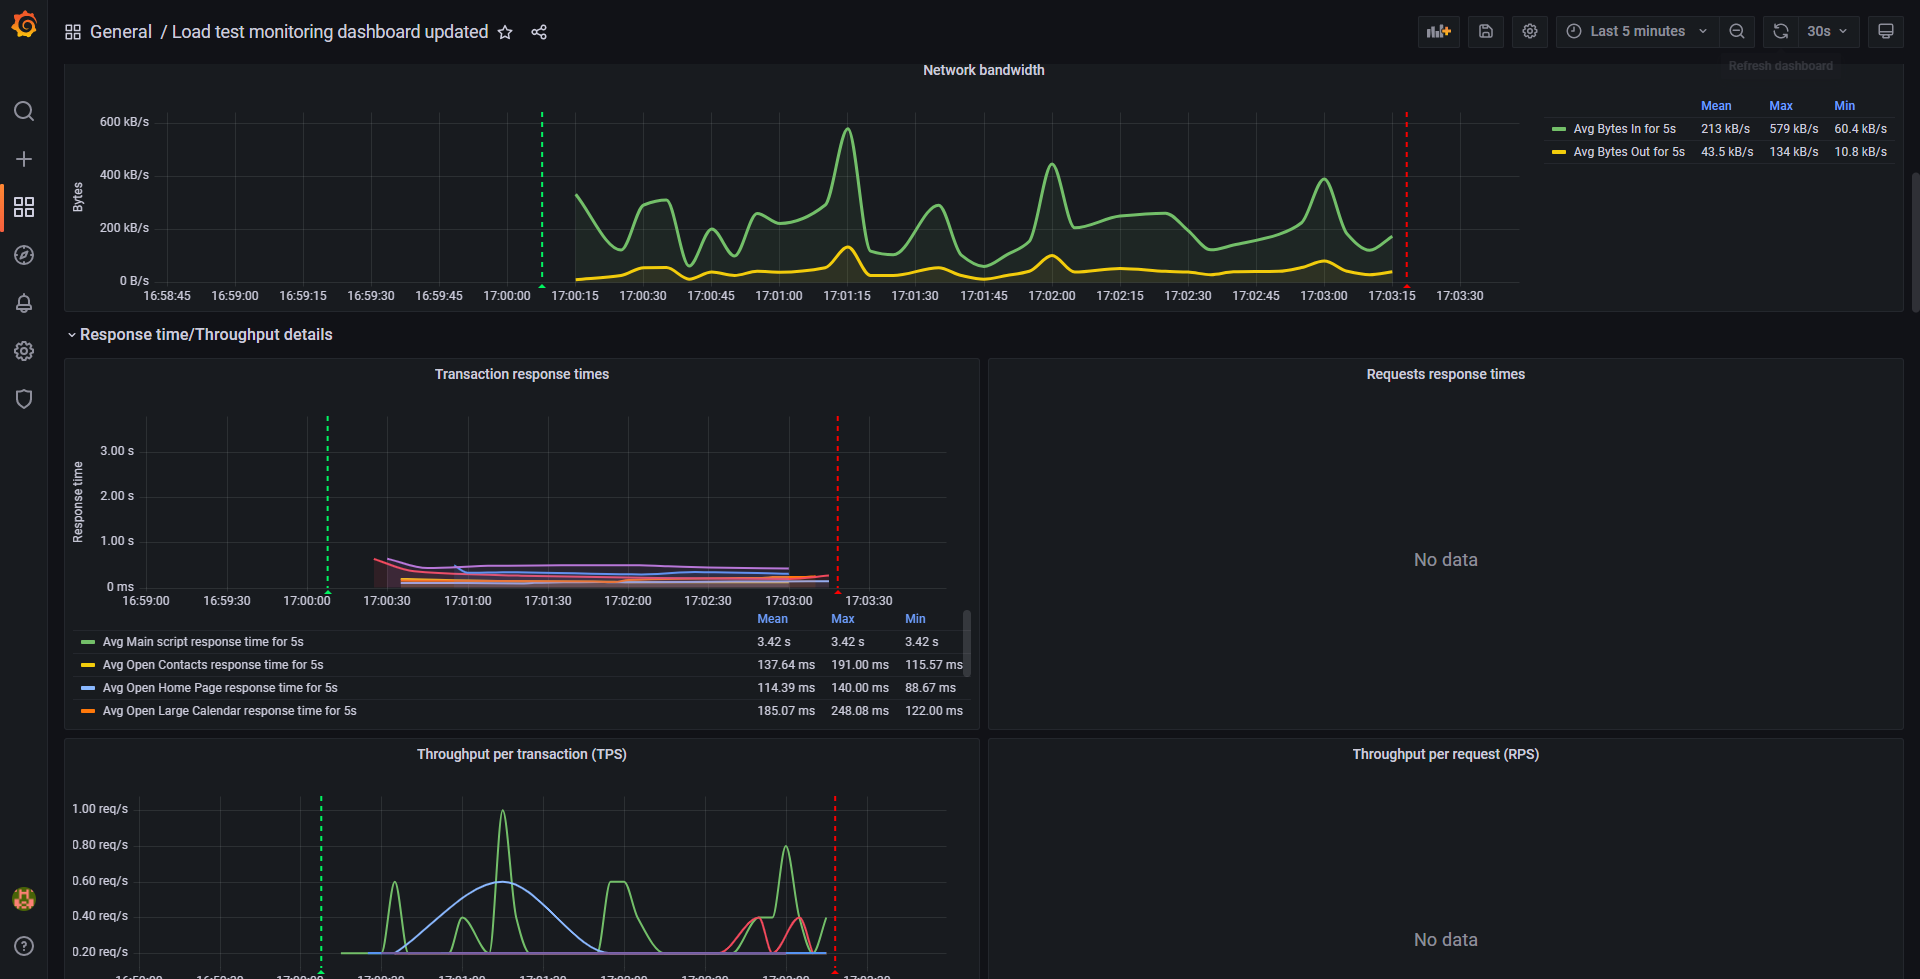 General / Load test monitoring dashboard updated
Last 5 minutes
30s
Refresh dashboard
Network bandwidth
Bytes
600 kB/s
400 kB/s
200 kB/s
0 B/s
16:58:45 16:59:00 16:59:15 16:59:30 16:59:45 17:00:00 17:00:15 17:00:30 17:00:45 17:01:00 17:01:15 17:01:30 17:01:45 17:02:00 17:02:15 17:02:30 17:02:45 17:03:00 17:03:15 17:03:30
Mean Max Min
Avg Bytes In for 5s 213 kB/s 579 kB/s 60.4 kB/s
Avg Bytes Out for 5s 43.5 kB/s 134 kB/s 10.8 kB/s
Response time/Throughput details
Transaction response times
Response time
3.00 s
2.00 s
1.00 s
0 ms
16:59:00 16:59:30 17:00:00 17:00:30 17:01:00 17:01:30 17:02:00 17:02:30 17:03:00 17:03:30
Mean Max Min
Avg Main script response time for 5s 3.42 s 3.42 s 3.42 s
Avg Open Contacts response time for 5s 137.64 ms 191.00 ms 115.57 ms
Avg Open Home Page response time for 5s 114.39 ms 140.00 ms 88.67 ms
Avg Open Large Calendar response time for 5s 185.07 ms 248.08 ms 122.00 ms
Requests response times
No data
Throughput per transaction (TPS)
1.00 req/s
0.80 req/s
0.60 req/s
0.40 req/s
0.20 req/s
Throughput per request (RPS)
No data